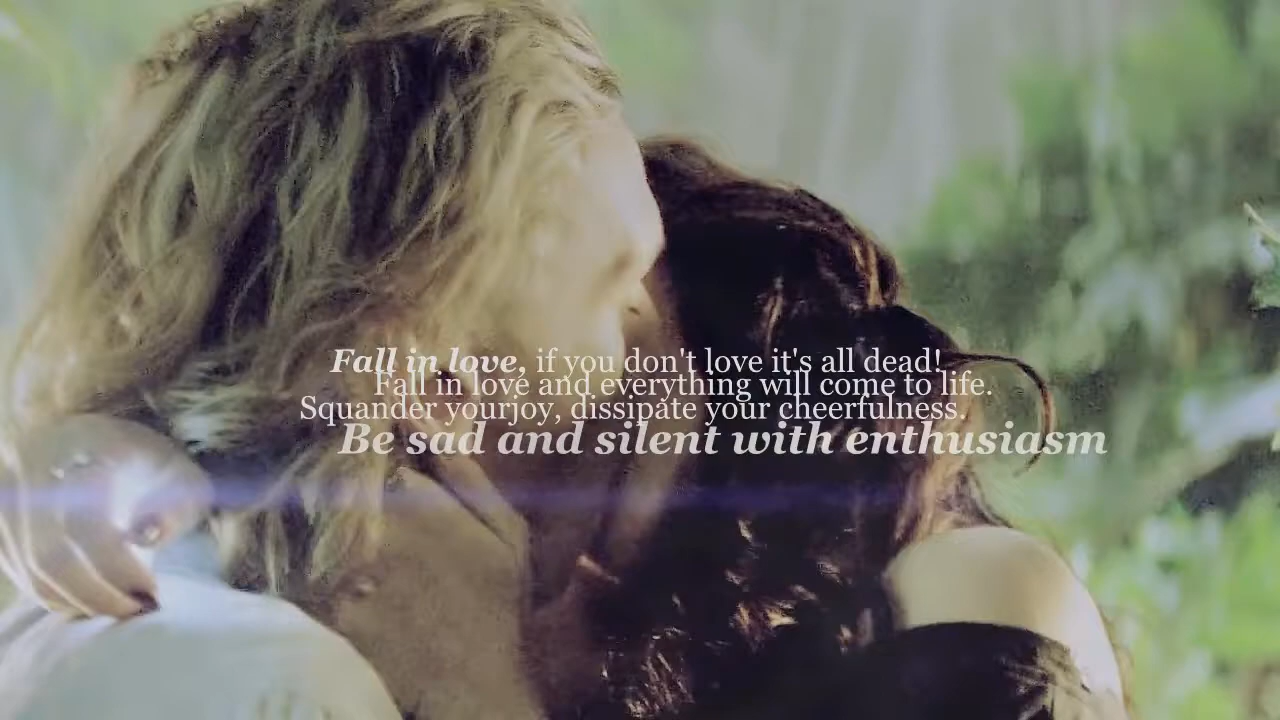 Fall in love, if you don't love it's all dead!
Fall in love and everything will come to life.
Squander yourjoy, dissipate your cheerfulness.
Be sad and silent with enthusiasm